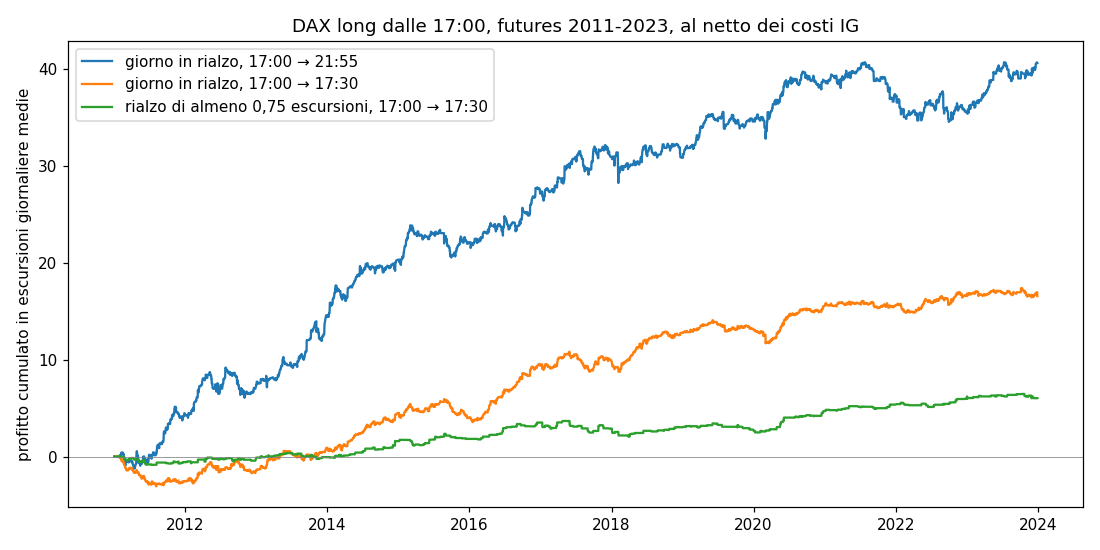 DAX long dalle 17:00, futures 2011-2023, al netto dei costi IG
giorno in rialzo, 17:00 → 21:55
giorno in rialzo, 17:00 → 17:30
rialzo di almeno 0,75 escursioni, 17:00 → 17:30
profitto cumulato in escursioni giornaliere medie
40
30
20
10
0
2012
2014
2016
2018
2020
2022
2024